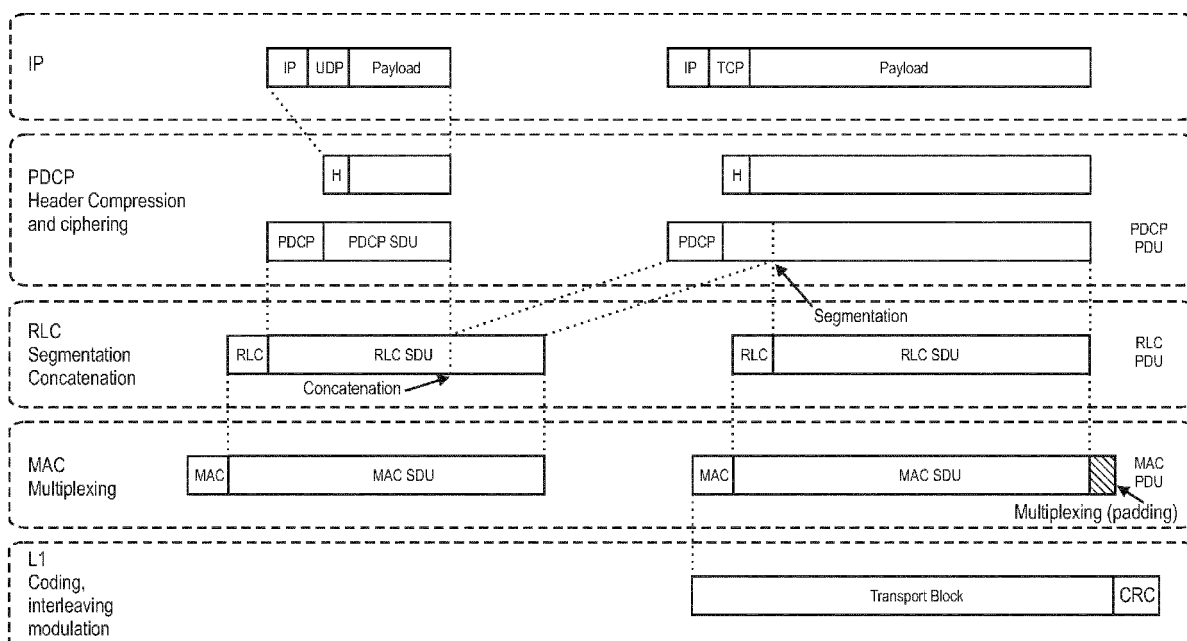 IP
IP UDP Payload
IP TCP Payload
PDCP
Header Compression
and ciphering
H
H
PDCP PDCP SDU
PDCP
PDCP
PDU
Segmentation
RLC
Segmentation
Concatenation
RLC RLC SDU
Concatenation
RLC RLC SDU
RLC
PDU
MAC
Multiplexing
MAC MAC SDU
MAC MAC SDU
MAC
PDU
Multiplexing (padding)
L1
Coding,
interleaving
modulation
Transport Block CRC